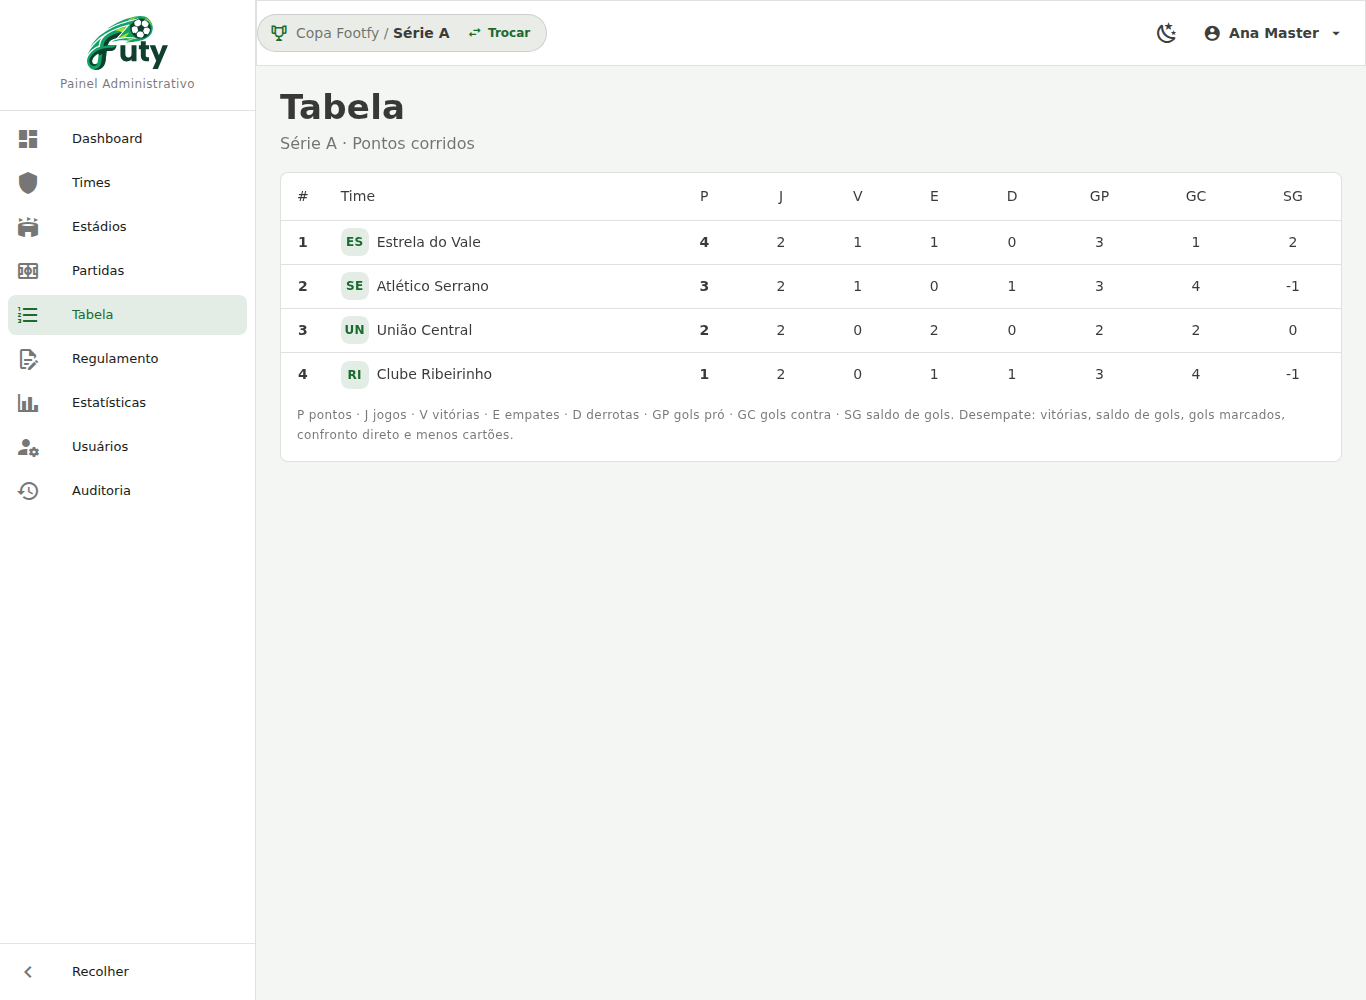 Futy
Painel Administrativo
Dashboard
Times
Estádios
Partidas
Tabela
Regulamento
Estatísticas
Usuários
Auditoria
Recolher
Copa Footfy / Série A Trocar
Ana Master
Tabela
Série A · Pontos corridos
# Time P J V E D GP GC SG
1 ES Estrela do Vale 4 2 1 1 0 3 1 2
2 SE Atlético Serrano 3 2 1 0 1 3 4 -1
3 UN União Central 2 2 0 2 0 2 2 0
4 RI Clube Ribeirinho 1 2 0 1 1 3 4 -1
P pontos · J jogos · V vitórias · E empates · D derrotas · GP gols pró · GC gols contra · SG saldo de gols. Desempate: vitórias, saldo de gols, gols marcados,
confronto direto e menos cartões.